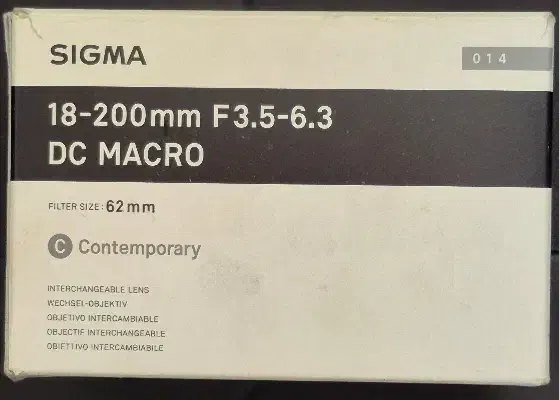 SIGMA
014
18-200mm F3.5-6.3
DC MACRO
FILTER SIZE: 62mm
C Contemporary
INTERCHANGEABLE LENS
WECHSEL-OBJEKTIV
OBJETIVO INTERCAMBIABLE
OBJECTIF INTERCHANGEABLE
OBIETTIVO INTERCAMBIABILE